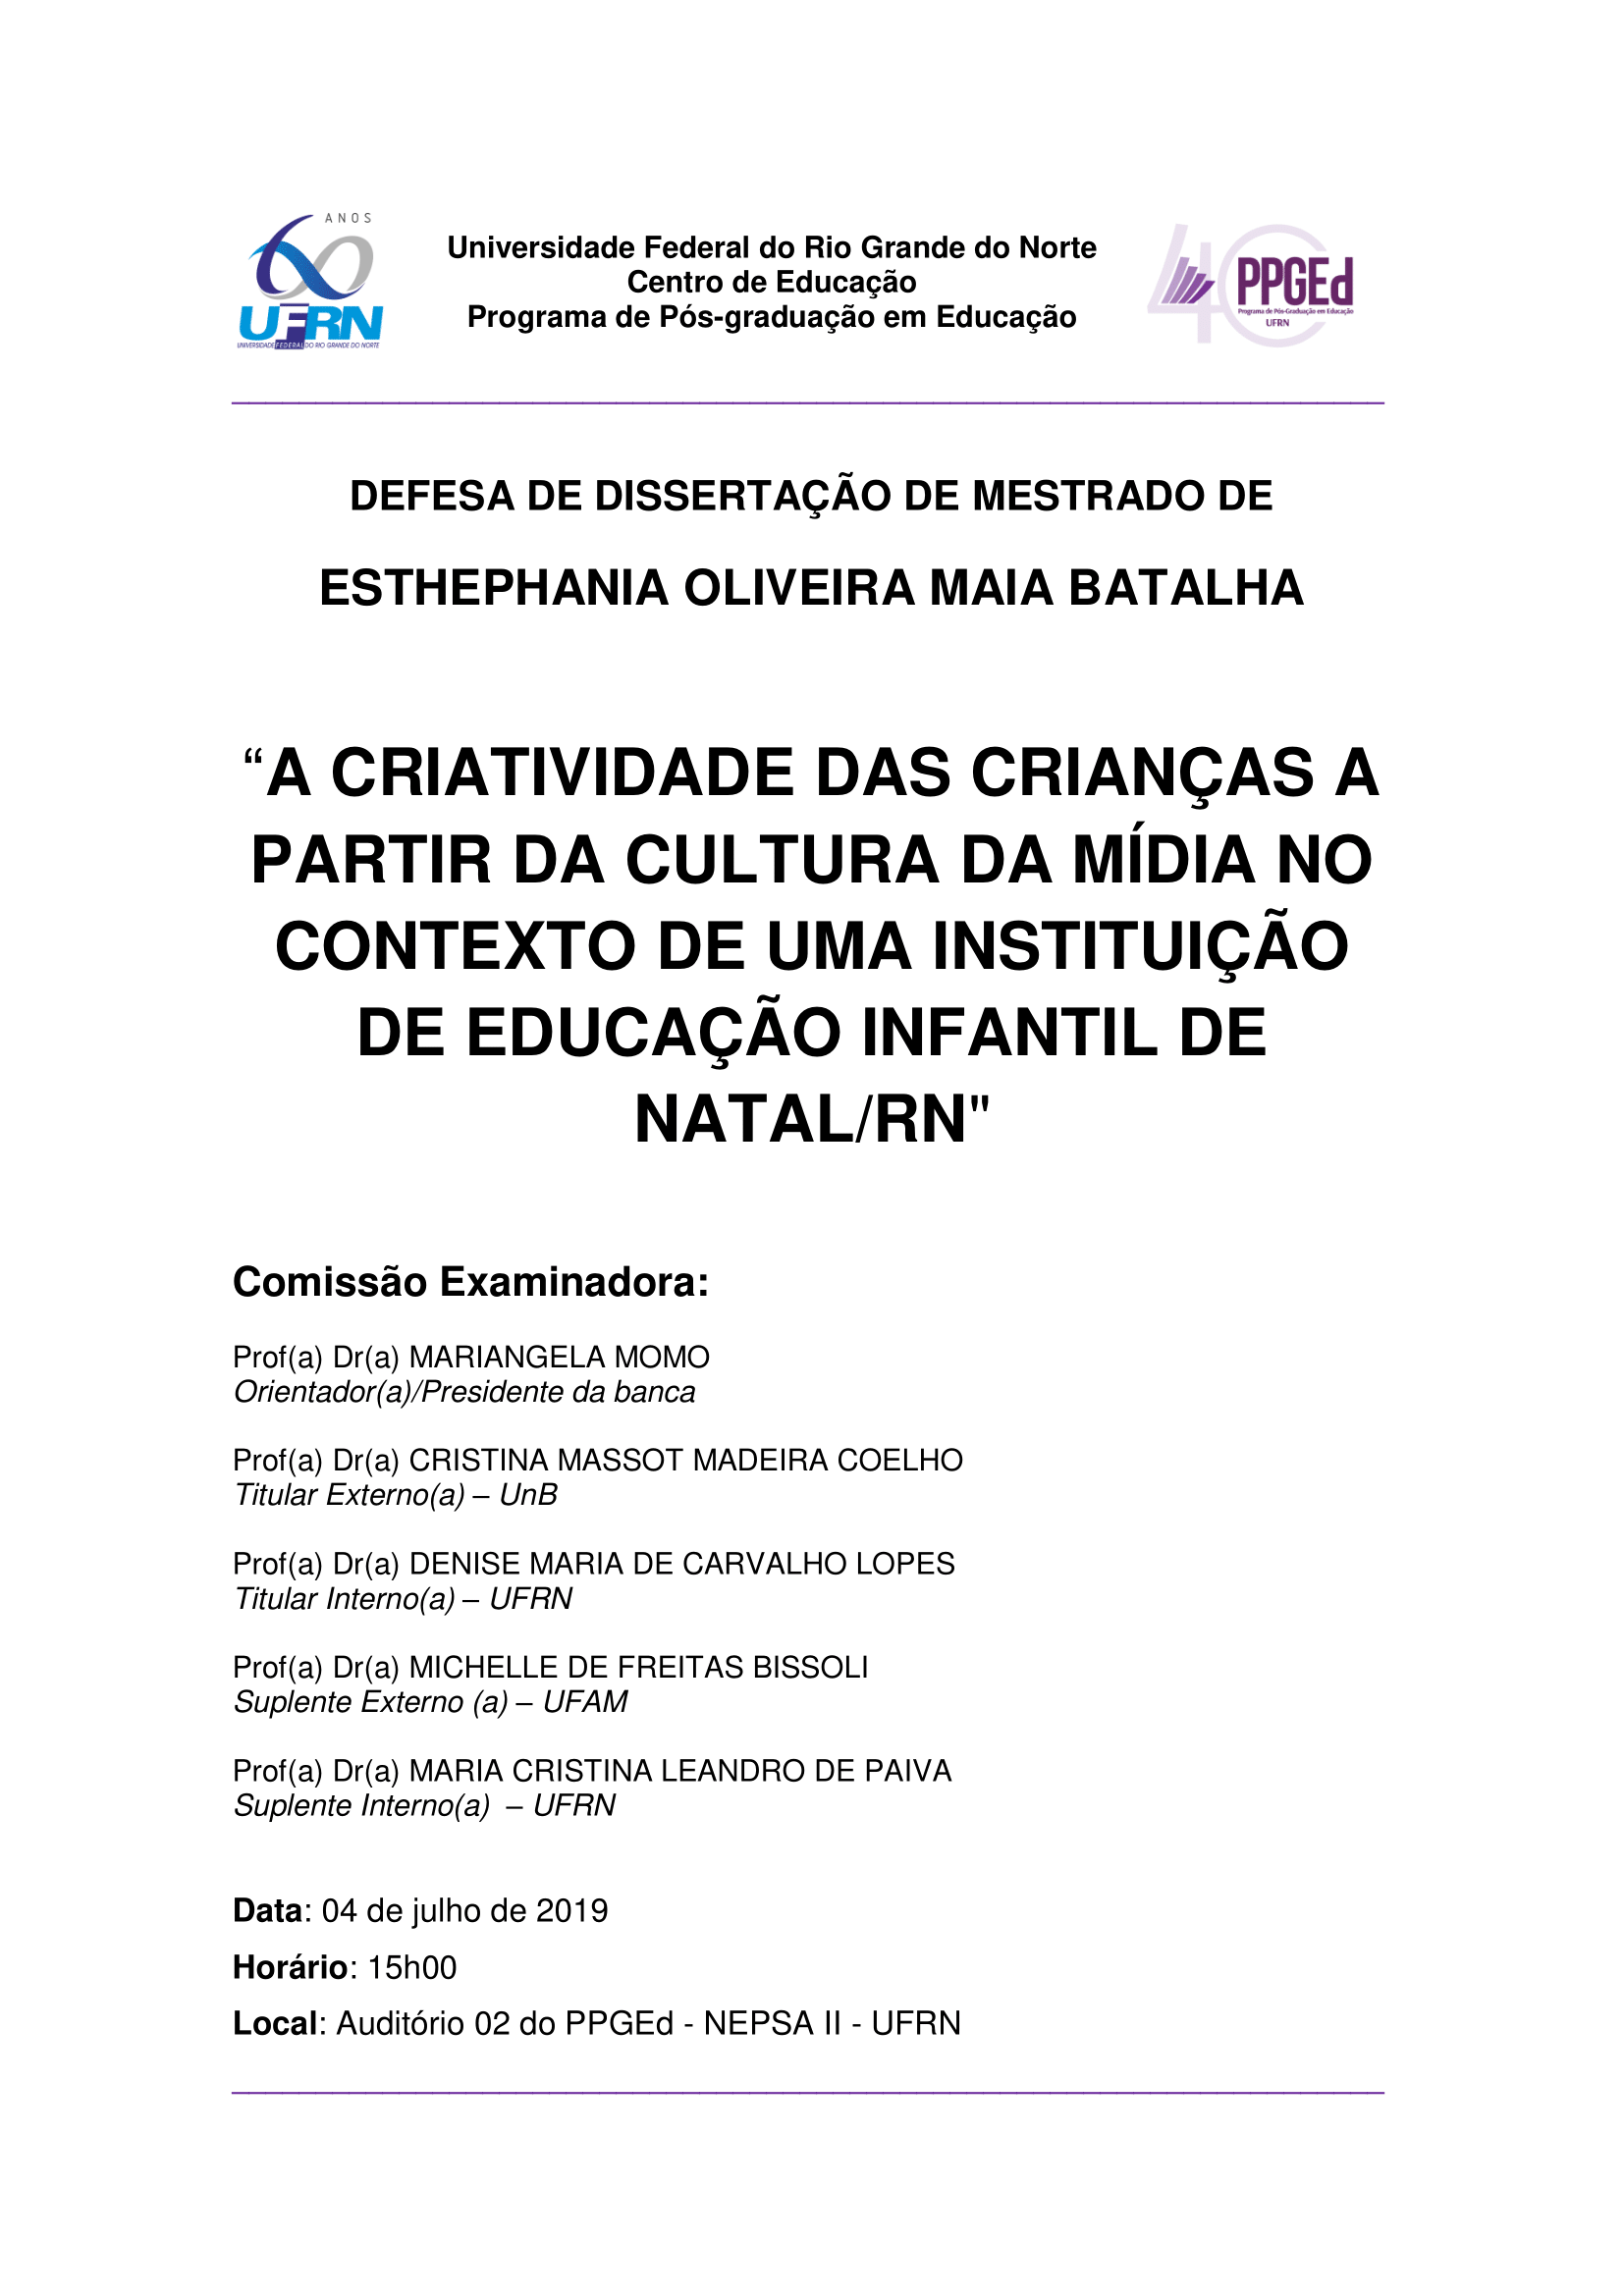 ANOS
UFRN
UNIVERSIDADE FEDERAL DO RIO GRANDE DO NORTE
Universidade Federal do Rio Grande do Norte
Centro de Educação
Programa de Pós-graduação em Educação
40
PPGEd
Programa de Pós-Graduação em Educação
UFRN
DEFESA DE DISSERTAÇÃO DE MESTRADO DE
ESTHEPHANIA OLIVEIRA MAIA BATALHA
“A CRIATIVIDADE DAS CRIANÇAS A
PARTIR DA CULTURA DA MÍDIA NO
CONTEXTO DE UMA INSTITUIÇÃO
DE EDUCAÇÃO INFANTIL DE
NATAL/RN"
Comissão Examinadora:
Prof(a) Dr(a) MARIANGELA MOMO
Orientador(a)/Presidente da banca
Prof(a) Dr(a) CRISTINA MASSOT MADEIRA COELHO
Titular Externo(a) – UnB
Prof(a) Dr(a) DENISE MARIA DE CARVALHO LOPES
Titular Interno(a) – UFRN
Prof(a) Dr(a) MICHELLE DE FREITAS BISSOLI
Suplente Externo (a) – UFAM
Prof(a) Dr(a) MARIA CRISTINA LEANDRO DE PAIVA
Suplente Interno(a)  – UFRN
Data: 04 de julho de 2019
Horário: 15h00
Local: Auditório 02 do PPGEd - NEPSA II - UFRN